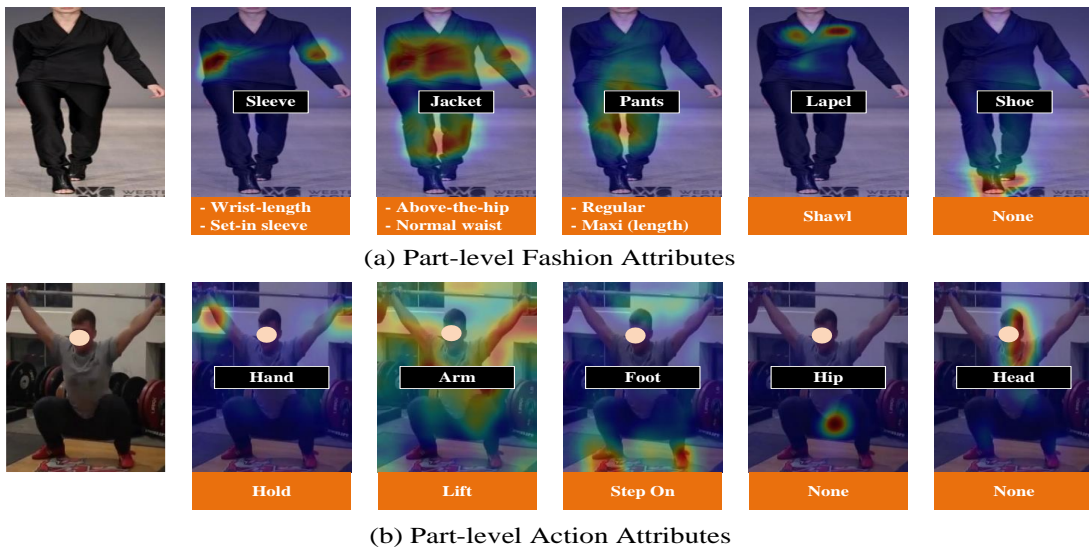 Sleeve
Jacket
Pants
Lapel
Shoe
WESTE
- Wrist-length
- Set-in sleeve
- Above-the-hip
- Normal waist
- Regular
- Maxi (length)
Shawl
None
(a) Part-level Fashion Attributes
Hand
Arm
Foot
Hip
Head
Hold
Lift
Step On
None
None
(b) Part-level Action Attributes